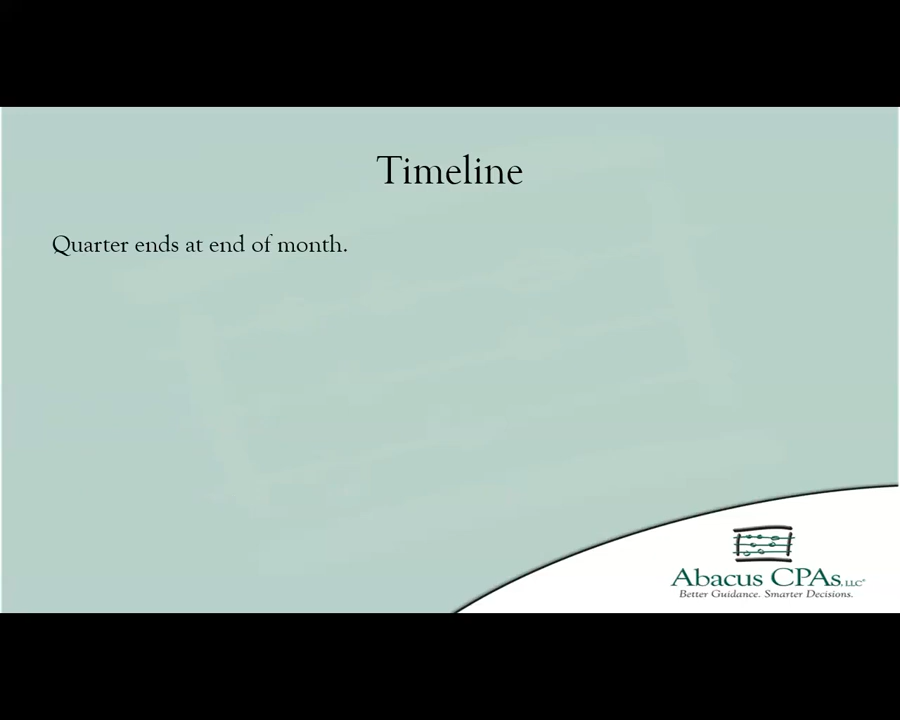 Timeline
Quarter ends at end of month.
Abacus CPAs, LLC
Better Guidance. Smarter Decisions.